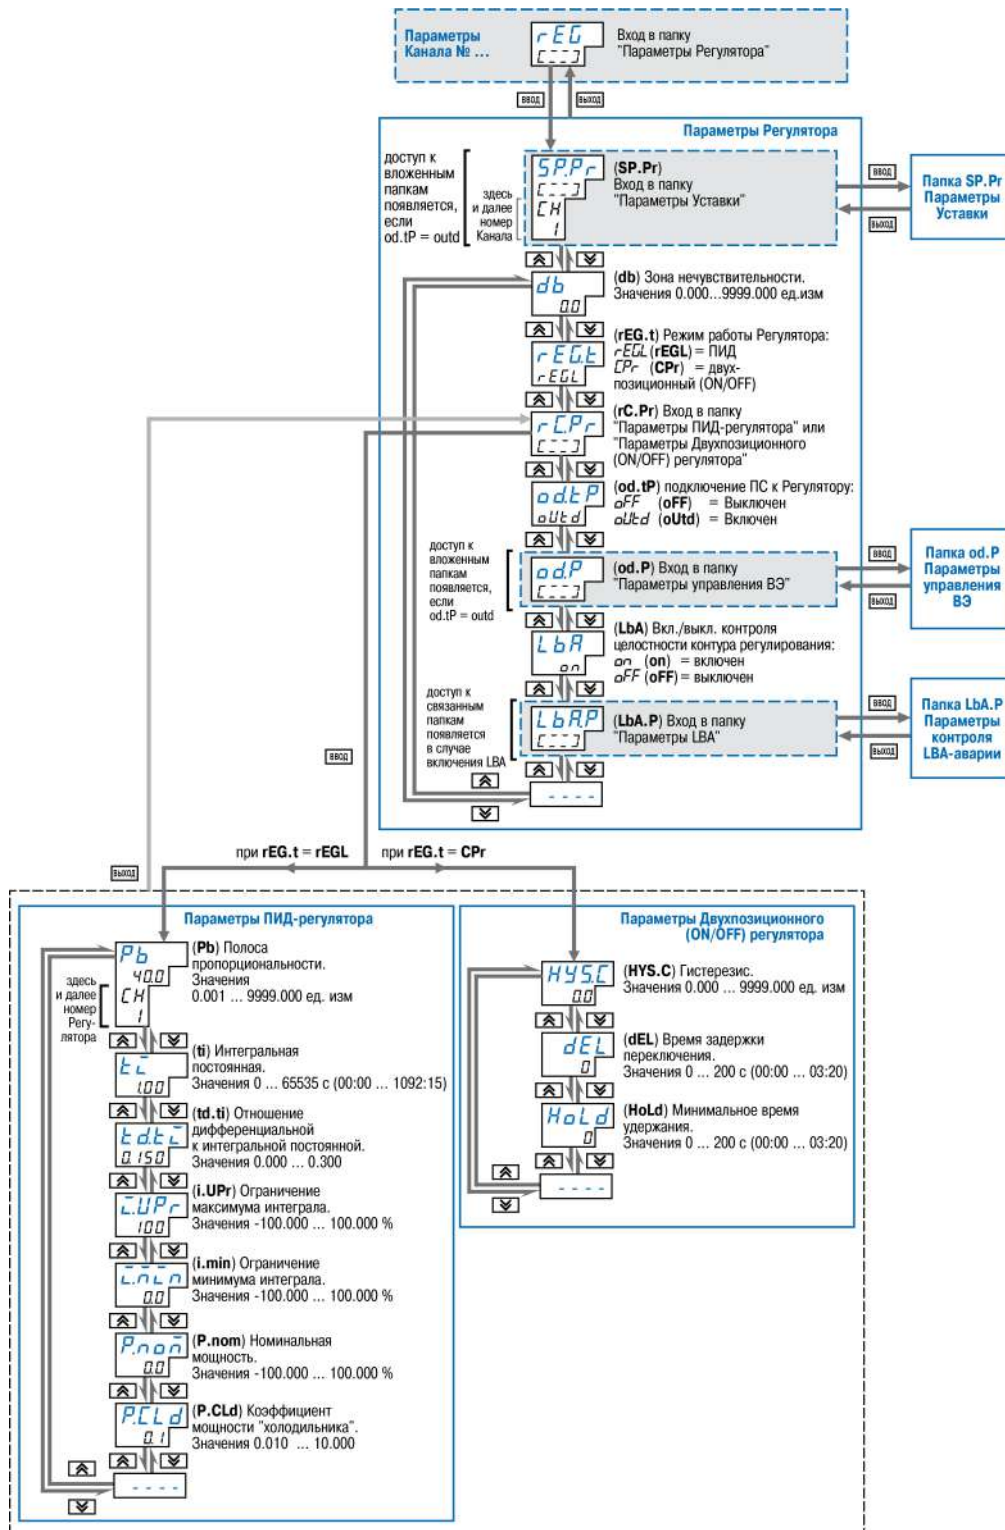 Параметры
Канала № ...
rEG
[---]
Вход в папку
"Параметры Регулятора"
ВВОД
ВЫХОД
Параметры Регулятора
доступ к
вложенным
папкам
появляется,
если
od.tP = outd
здесь
и далее
номер
Канала
SP.Pr
[---]
CH
1
(SP.Pr)
Вход в папку
"Параметры Уставки"
ВВОД
ВЫХОД
Папка SP.Pr
Параметры
Уставки
db
0.0
(db) Зона нечувствительности.
Значения 0.000...9999.000 ед.изм
rEG.t
rEGL
(rEG.t) Режим работы Регулятора:
rEGL (rEGL) = ПИД
CPr (CPr) = двух-
позиционный (ON/OFF)
rC.Pr
[---]
(rC.Pr) Вход в папку
"Параметры ПИД-регулятора" или
"Параметры Двухпозиционного
(ON/OFF) регулятора"
od.tP
oUtd
(od.tP) подключение ПС к Регулятору:
oFF (oFF) = Выключен
oUtd (oUtd) = Включен
доступ к
вложенным
папкам
появляется,
если
od.tP = outd
od.P
[---]
(od.P) Вход в папку
"Параметры управления ВЭ"
ВВОД
ВЫХОД
Папка od.P
Параметры
управления
ВЭ
LbA
on
(LbA) Вкл./выкл. контроля
целостности контура регулирования:
on (on) = включен
oFF (oFF) = выключен
доступ к
связанным
папкам
появляется
в случае
включения LBA
LbA.P
[---]
(LbA.P) Вход в папку
"Параметры LBA"
ВВОД
ВЫХОД
Папка LbA.P
Параметры
контроля
LBA-аварии
ВВОД
----
при rEG.t = rEGL
при rEG.t = CPr
ВЫХОД
Параметры ПИД-регулятора
Pb
40.0
CH
1
здесь
и далее
номер
Регу-
лятора
(Pb) Полоса
пропорциональности.
Значения
0.001 ... 9999.000 ед. изм
ti
1.00
(ti) Интегральная
постоянная.
Значения 0 ... 65535 с (00:00 ... 1092:15)
td.ti
0.150
(td.ti) Отношение
дифференциальной
к интегральной постоянной.
Значения 0.000 ... 0.300
i.UPr
100
(i.UPr) Ограничение
максимума интеграла.
Значения -100.000 ... 100.000 %
i.min
0.0
(i.min) Ограничение
минимума интеграла.
Значения -100.000 ... 100.000 %
P.nom
0.0
(P.nom) Номинальная
мощность.
Значения -100.000 ... 100.000 %
P.CLd
0.1
(P.CLd) Коэффициент
мощности "холодильника".
Значения 0.010 ... 10.000
----
Параметры Двухпозиционного
(ON/OFF) регулятора
HYS.C
0.0
(HYS.C) Гистерезис.
Значения 0.000 ... 9999.000 ед. изм
dEL
0
(dEL) Время задержки
переключения.
Значения 0 ... 200 с (00:00 ... 03:20)
HoLd
0
(HoLd) Минимальное время
удержания.
Значения 0 ... 200 с (00:00 ... 03:20)
----